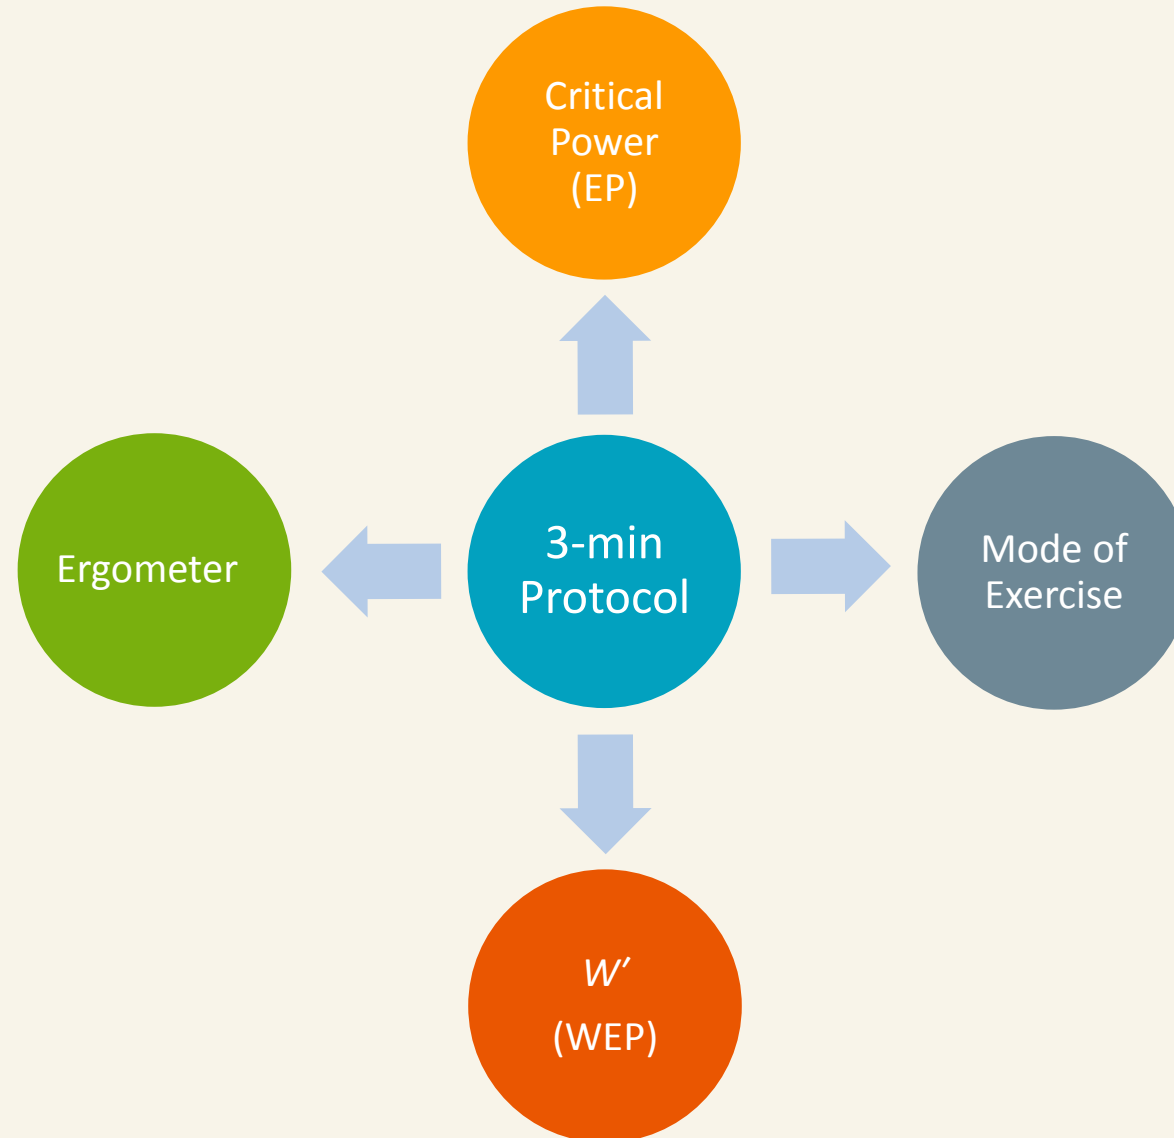 Critical
Power
(EP)
Ergometer
3-min
Protocol
Mode of
Exercise
W′
(WEP)